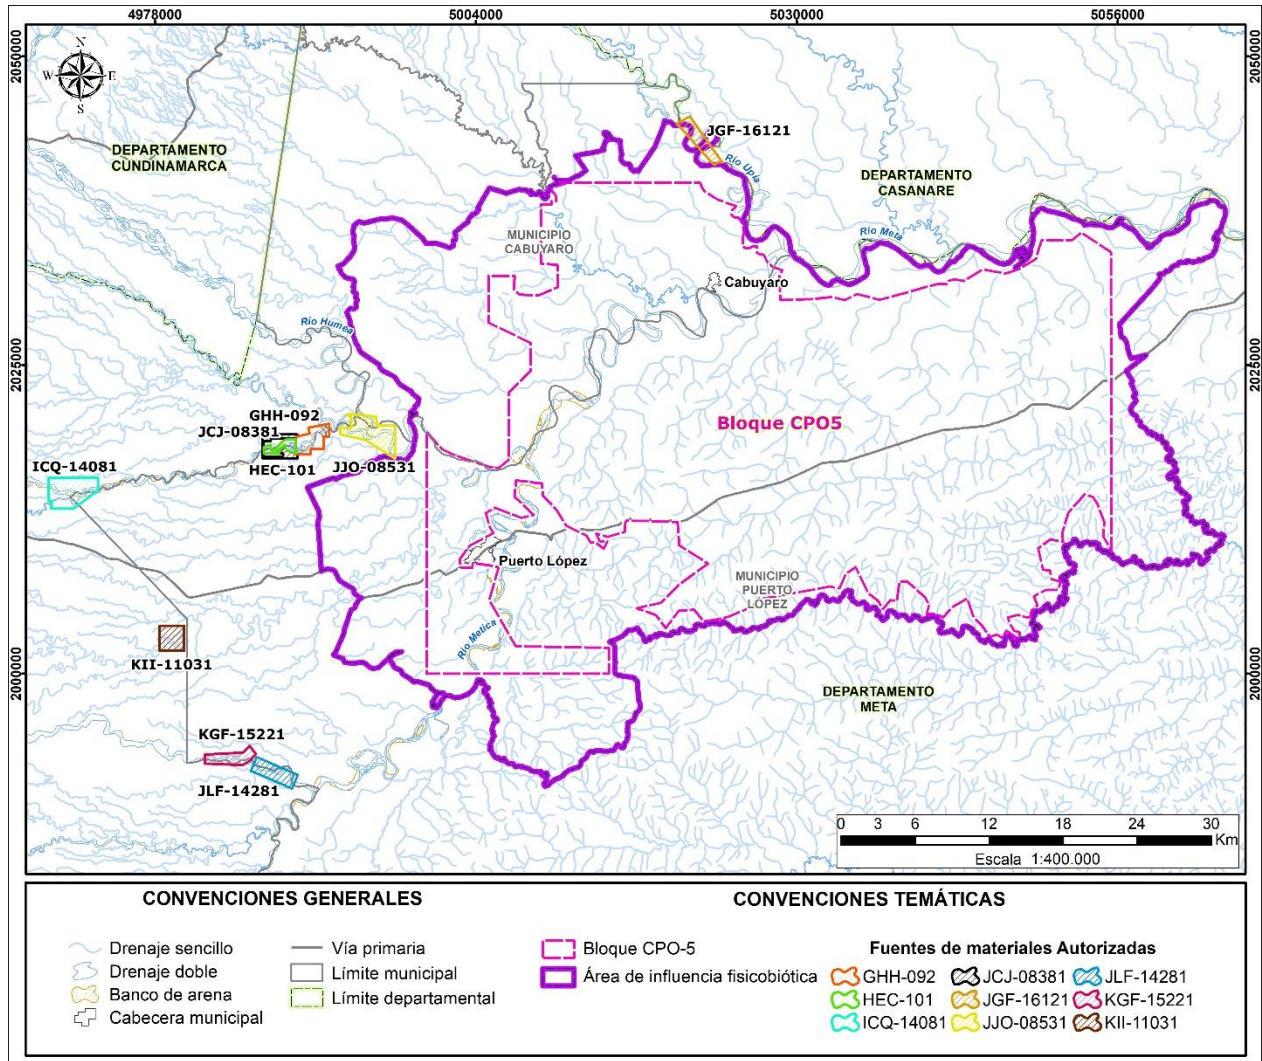 4978000
5004000
5030000
5056000
2050000
2050000
N
W E
S
JGF-16121
DEPARTAMENTO
CUNDINAMARCA
Río Upía
DEPARTAMENTO
CASANARE
MUNICIPIO
CABUYARO
Río Meta
Cabuyaro
Río Humea
2025000
2025000
GHH-092
JCJ-08381
Bloque CPO5
ICQ-14081
HEC-101
JJO-08531
Puerto López
MUNICIPIO
PUERTO
LÓPEZ
Río Metica
KII-11031
2000000
2000000
DEPARTAMENTO
META
KGF-15221
JLF-14281
0 3 6 12 18 24 30
Km
Escala 1:400.000
CONVENCIONES GENERALES
Drenaje sencillo
Drenaje doble
Banco de arena
Cabecera municipal
Vía primaria
Límite municipal
Límite departamental
CONVENCIONES TEMÁTICAS
Bloque CPO-5
Área de influencia fisicobiótica
Fuentes de materiales Autorizadas
GHH-092 JCJ-08381 JLF-14281
HEC-101 JGF-16121 KGF-15221
ICQ-14081 JJO-08531 KII-11031